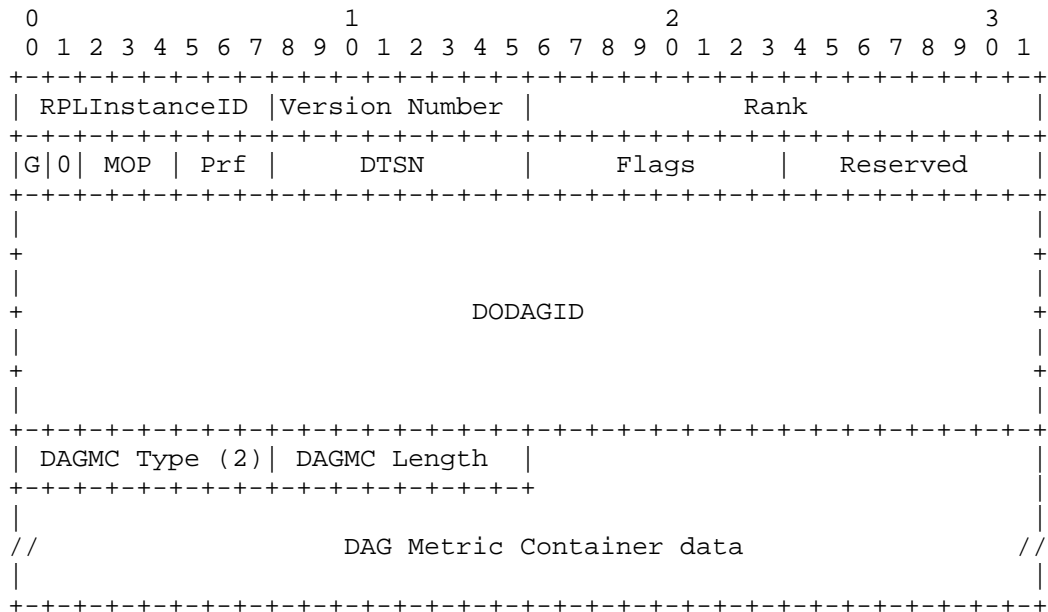 0                   1                   2                   3
 0 1 2 3 4 5 6 7 8 9 0 1 2 3 4 5 6 7 8 9 0 1 2 3 4 5 6 7 8 9 0 1
+-+-+-+-+-+-+-+-+-+-+-+-+-+-+-+-+-+-+-+-+-+-+-+-+-+-+-+-+-+-+-+-+
| RPLInstanceID |Version Number |             Rank              |
+-+-+-+-+-+-+-+-+-+-+-+-+-+-+-+-+-+-+-+-+-+-+-+-+-+-+-+-+-+-+-+-+
|G|0| MOP | Prf |     DTSN      |     Flags     |   Reserved    |
+-+-+-+-+-+-+-+-+-+-+-+-+-+-+-+-+-+-+-+-+-+-+-+-+-+-+-+-+-+-+-+-+
|                                                               |
+                                                               +
|                                                               |
+                            DODAGID                            +
|                                                               |
+                                                               +
|                                                               |
+-+-+-+-+-+-+-+-+-+-+-+-+-+-+-+-+-+-+-+-+-+-+-+-+-+-+-+-+-+-+-+-+
| DAGMC Type (2)| DAGMC Length  |                               |
+-+-+-+-+-+-+-+-+-+-+-+-+-+-+-+-+                               |
|                                                               |
//                   DAG Metric Container data                 //
|                                                               |
+-+-+-+-+-+-+-+-+-+-+-+-+-+-+-+-+-+-+-+-+-+-+-+-+-+-+-+-+-+-+-+-+